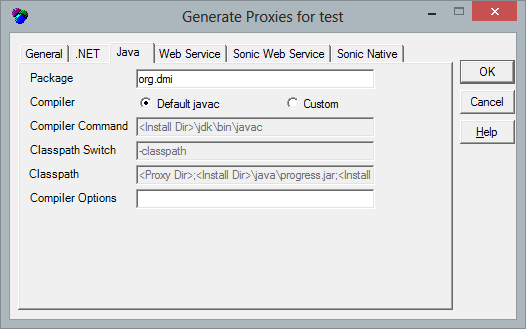 Generate Proxies for test
General .NET Java Web Service Sonic Web Service Sonic Native
Package org.dmi
Compiler Default javac Custom
Compiler Command <Install Dir>\jdk\bin\javac
Classpath Switch -classpath
Classpath <Proxy Dir>;<Install Dir>\java\progress.jar;<Install
Compiler Options
OK
Cancel
Help